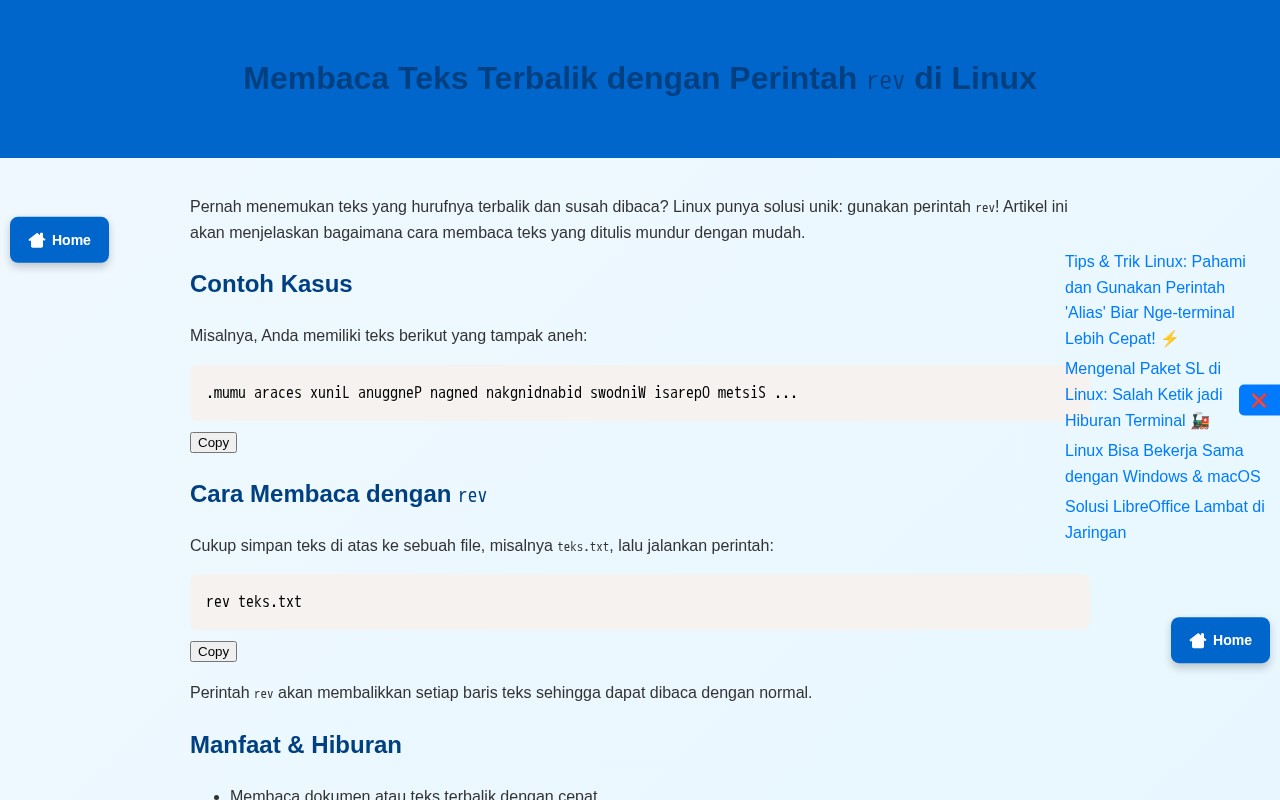 Membaca Teks Terbalik dengan Perintah rev di Linux
Home
Pernah menemukan teks yang hurufnya terbalik dan susah dibaca? Linux punya solusi unik: gunakan perintah rev! Artikel ini
akan menjelaskan bagaimana cara membaca teks yang ditulis mundur dengan mudah.
Contoh Kasus
Misalnya, Anda memiliki teks berikut yang tampak aneh:
.mumu araces xuniL anuggneP nagned nakgnidnabid swodniW isarepO metsiS ...
Copy
Cara Membaca dengan rev
Cukup simpan teks di atas ke sebuah file, misalnya teks.txt, lalu jalankan perintah:
rev teks.txt
Copy
Perintah rev akan membalikkan setiap baris teks sehingga dapat dibaca dengan normal.
Manfaat & Hiburan
• Membaca dokumen atau teks terbalik dengan cepat
Tips & Trik Linux: Pahami
dan Gunakan Perintah
'Alias' Biar Nge-terminal
Lebih Cepat! ⚡
Mengenal Paket SL di
Linux: Salah Ketik jadi
Hiburan Terminal 🚂
Linux Bisa Bekerja Sama
dengan Windows & macOS
Solusi LibreOffice Lambat di
Jaringan
❌
Home